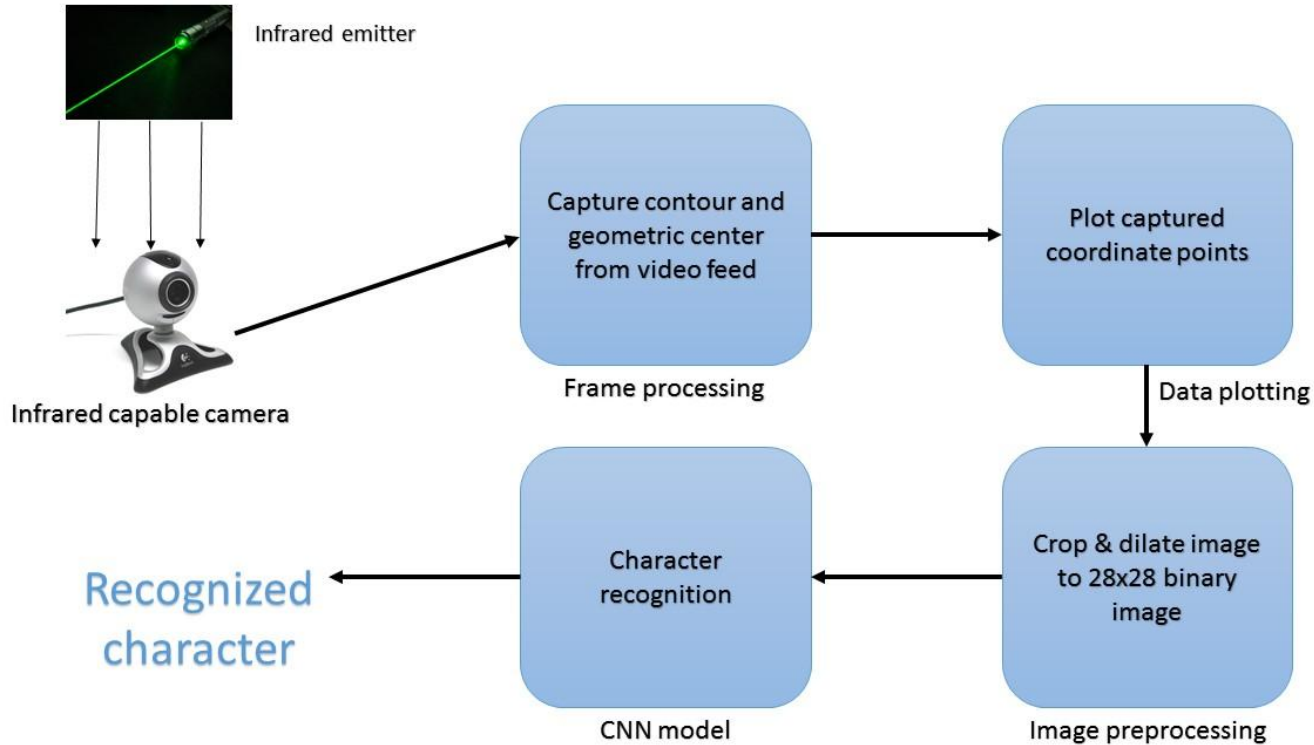 Infrared emitter
Infrared capable camera
Capture contour and
geometric center
from video feed
Frame processing
Plot captured
coordinate points
Data plotting
Crop & dilate image
to 28x28 binary
image
Image preprocessing
Character
recognition
CNN model
Recognized
character